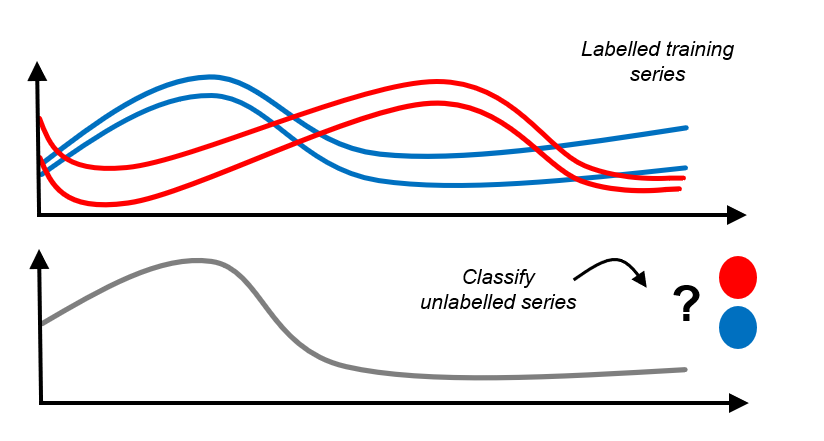 Labelled training
series
Classify
unlabelled series
?